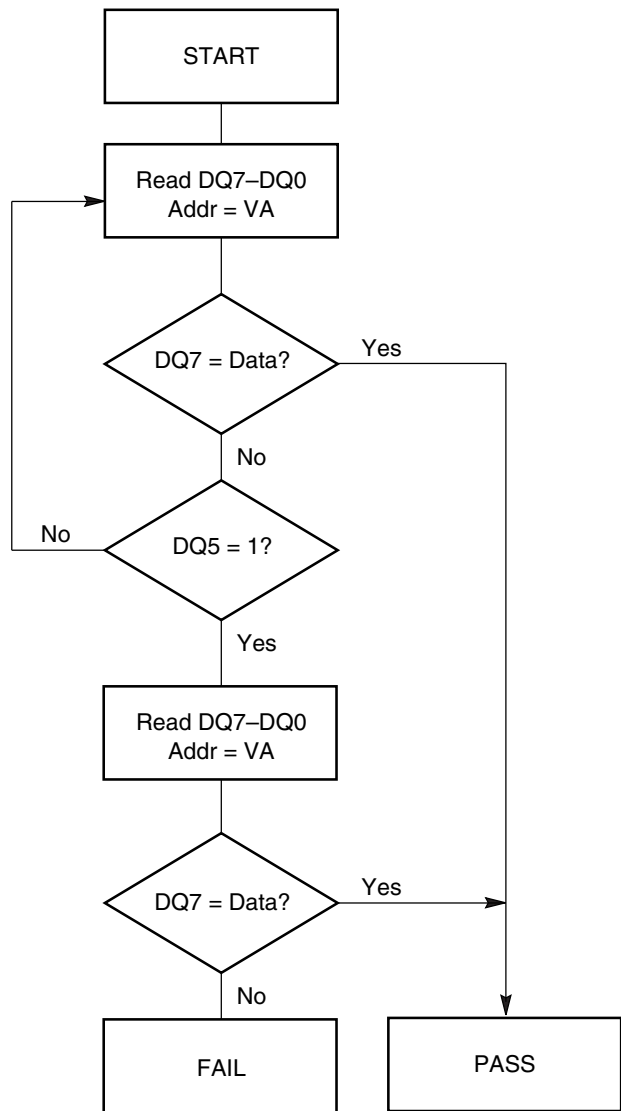 START
Read DQ7–DQ0
Addr = VA
DQ7 = Data?
Yes
No
No
DQ5 = 1?
Yes
Read DQ7–DQ0
Addr = VA
DQ7 = Data?
Yes
No
FAIL
PASS